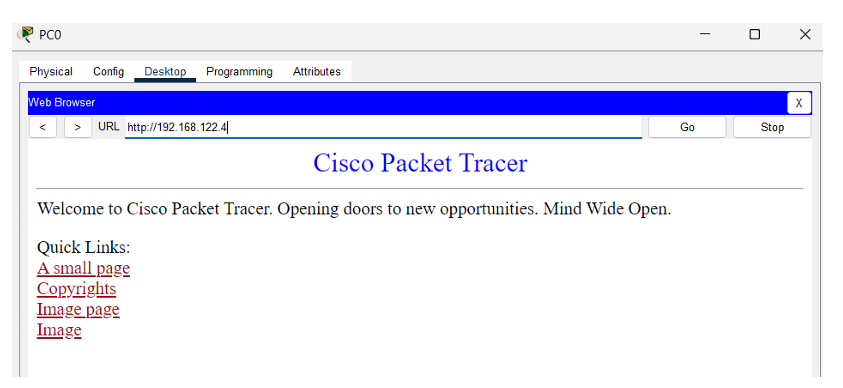 PC0
Physical Config Desktop Programming Attributes
Web Browser X
< > URL http://192.168.122.4 Go Stop
Cisco Packet Tracer
Welcome to Cisco Packet Tracer. Opening doors to new opportunities. Mind Wide Open.
Quick Links:
A small page
Copyrights
Image page
Image